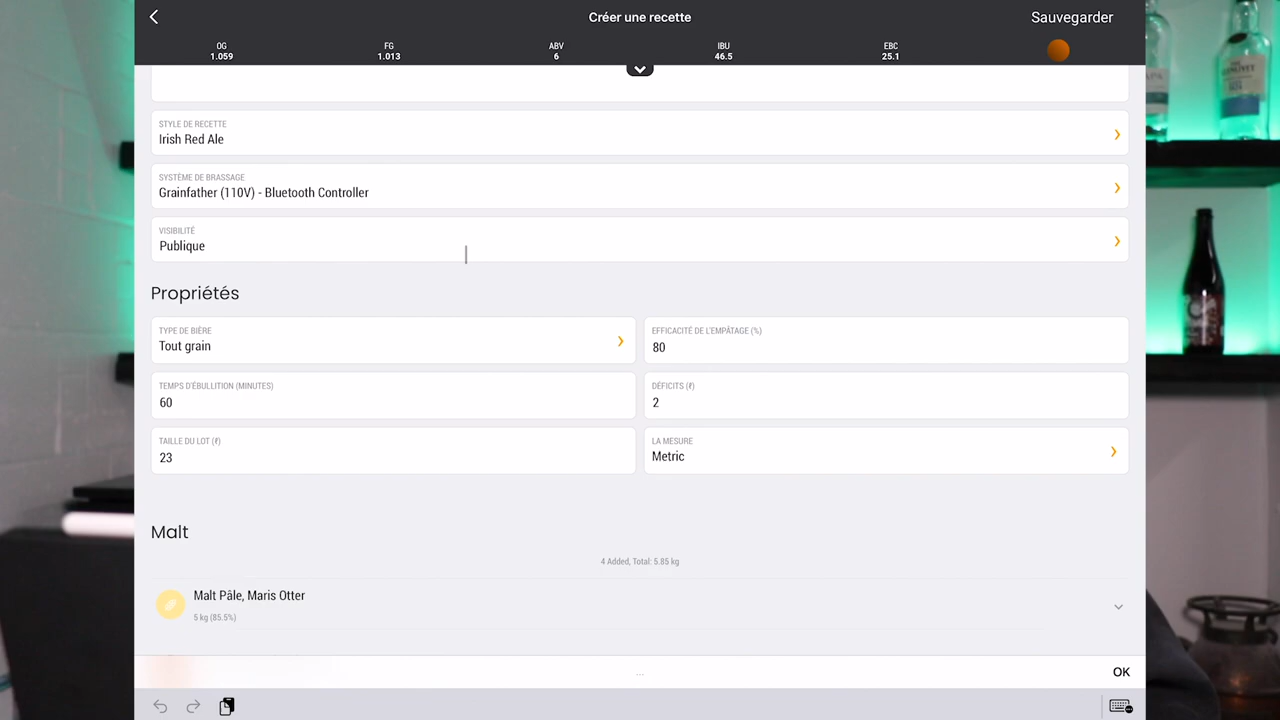 Créer une recette
Sauvegarder
OG
1.059
FG
1.013
ABV
6
IBU
46.5
EBC
25.1
STYLE DE RECETTE
Irish Red Ale
SYSTÈME DE BRASSAGE
Grainfather (110V) - Bluetooth Controller
VISIBILITÉ
Publique
Propriétés
TYPE DE BIÈRE
Tout grain
EFFICACITÉ DE L'EMPÂTAGE (%)
80
TEMPS D'ÉBULLITION (MINUTES)
60
DÉFICITS (ℓ)
2
TAILLE DU LOT (ℓ)
23
LA MESURE
Metric
Malt
4 Added, Total: 5.85 kg
Malt Pâle, Maris Otter
5 kg (85.5%)
...
OK